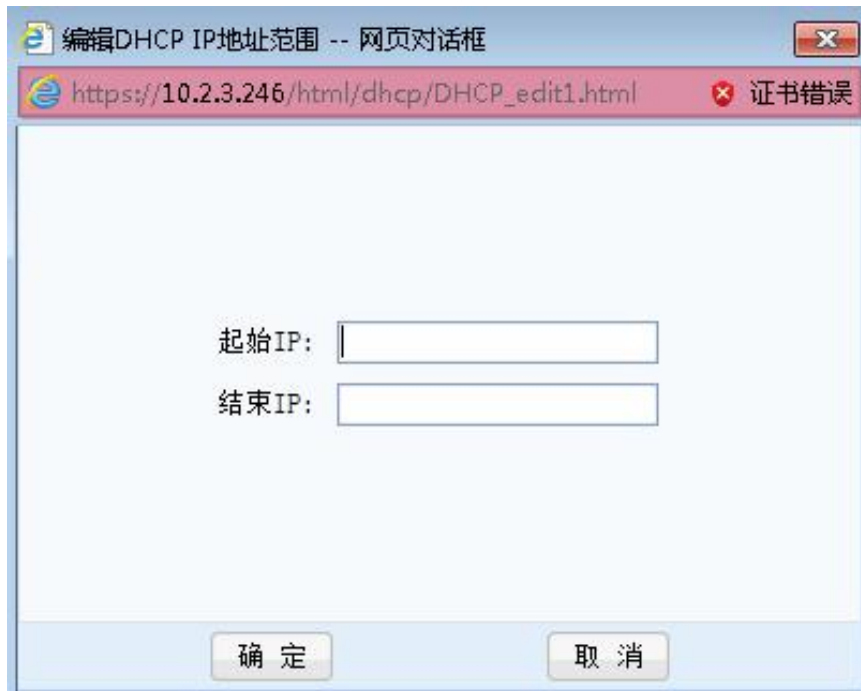 编辑DHCP IP地址范围 -- 网页对话框
https://10.2.3.246/html/dhcp/DHCP_edit1.html 证书错误
起始IP:
结束IP:
确 定 取 消